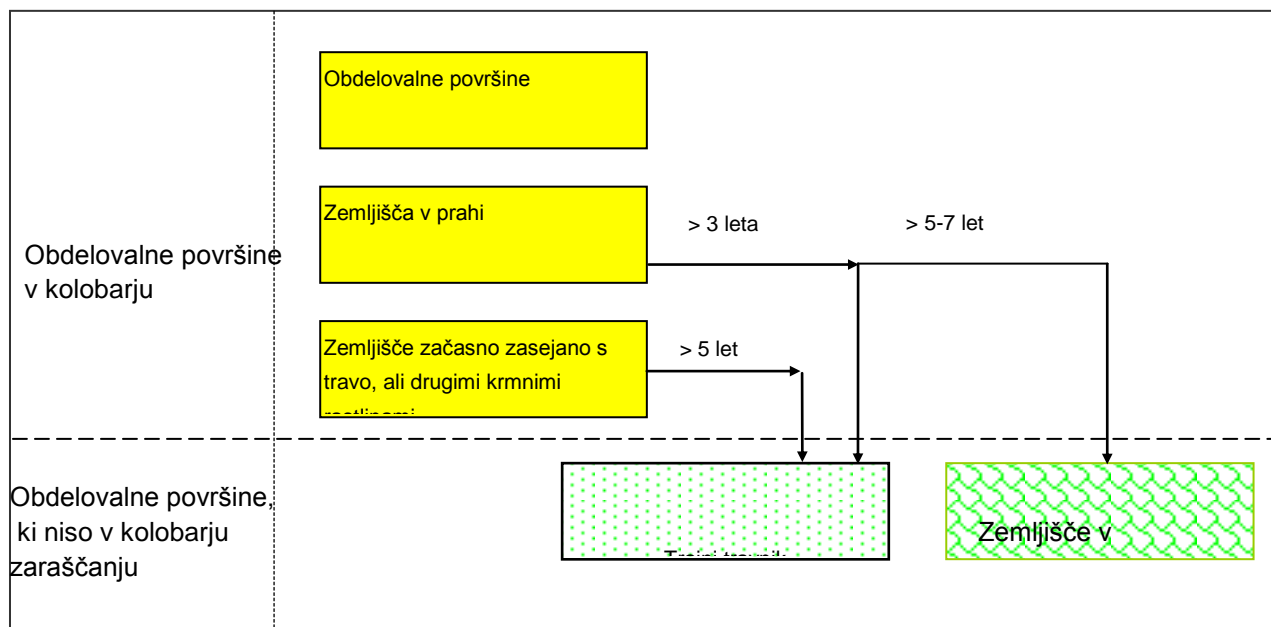 Obdelovalne površine
Zemljišča v prahi
> 3 leta
> 5-7 let
Obdelovalne površine
v kolobarju
Zemljišče začasno zasejano s
travo, ali drugimi krmnimi
> 5 let
Obdelovalne površine,
ki niso v kolobarju
zaraščanju
Zemljišče v